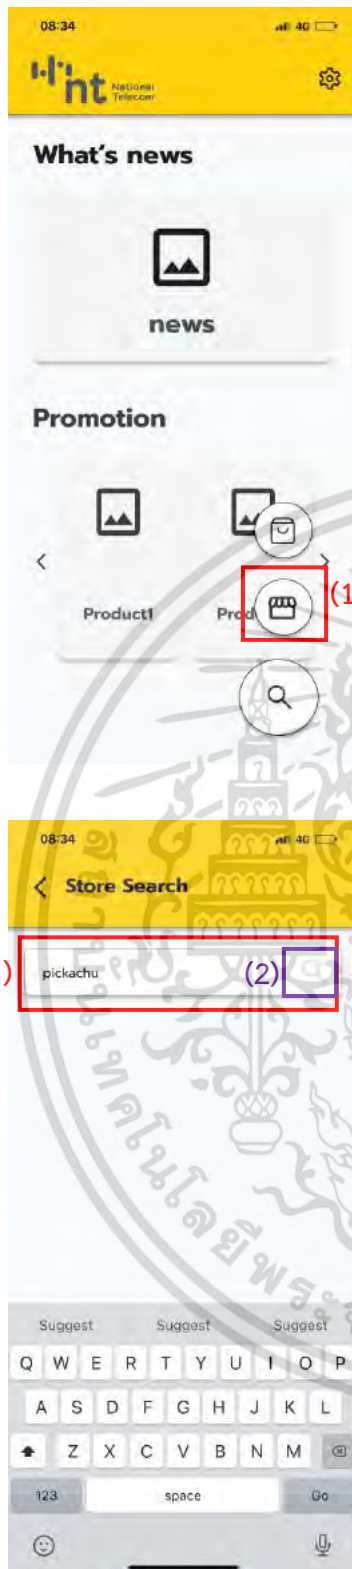 08:34 4G
nt National Telecom
What's news
news
Promotion
Product1 Prod
(1
08:34 4G
Store Search
) pickachu (2)
Suggest Suggest Suggest
Q W E R T Y U I O P
A S D F G H J K L
Z X C V B N M
123 space Go